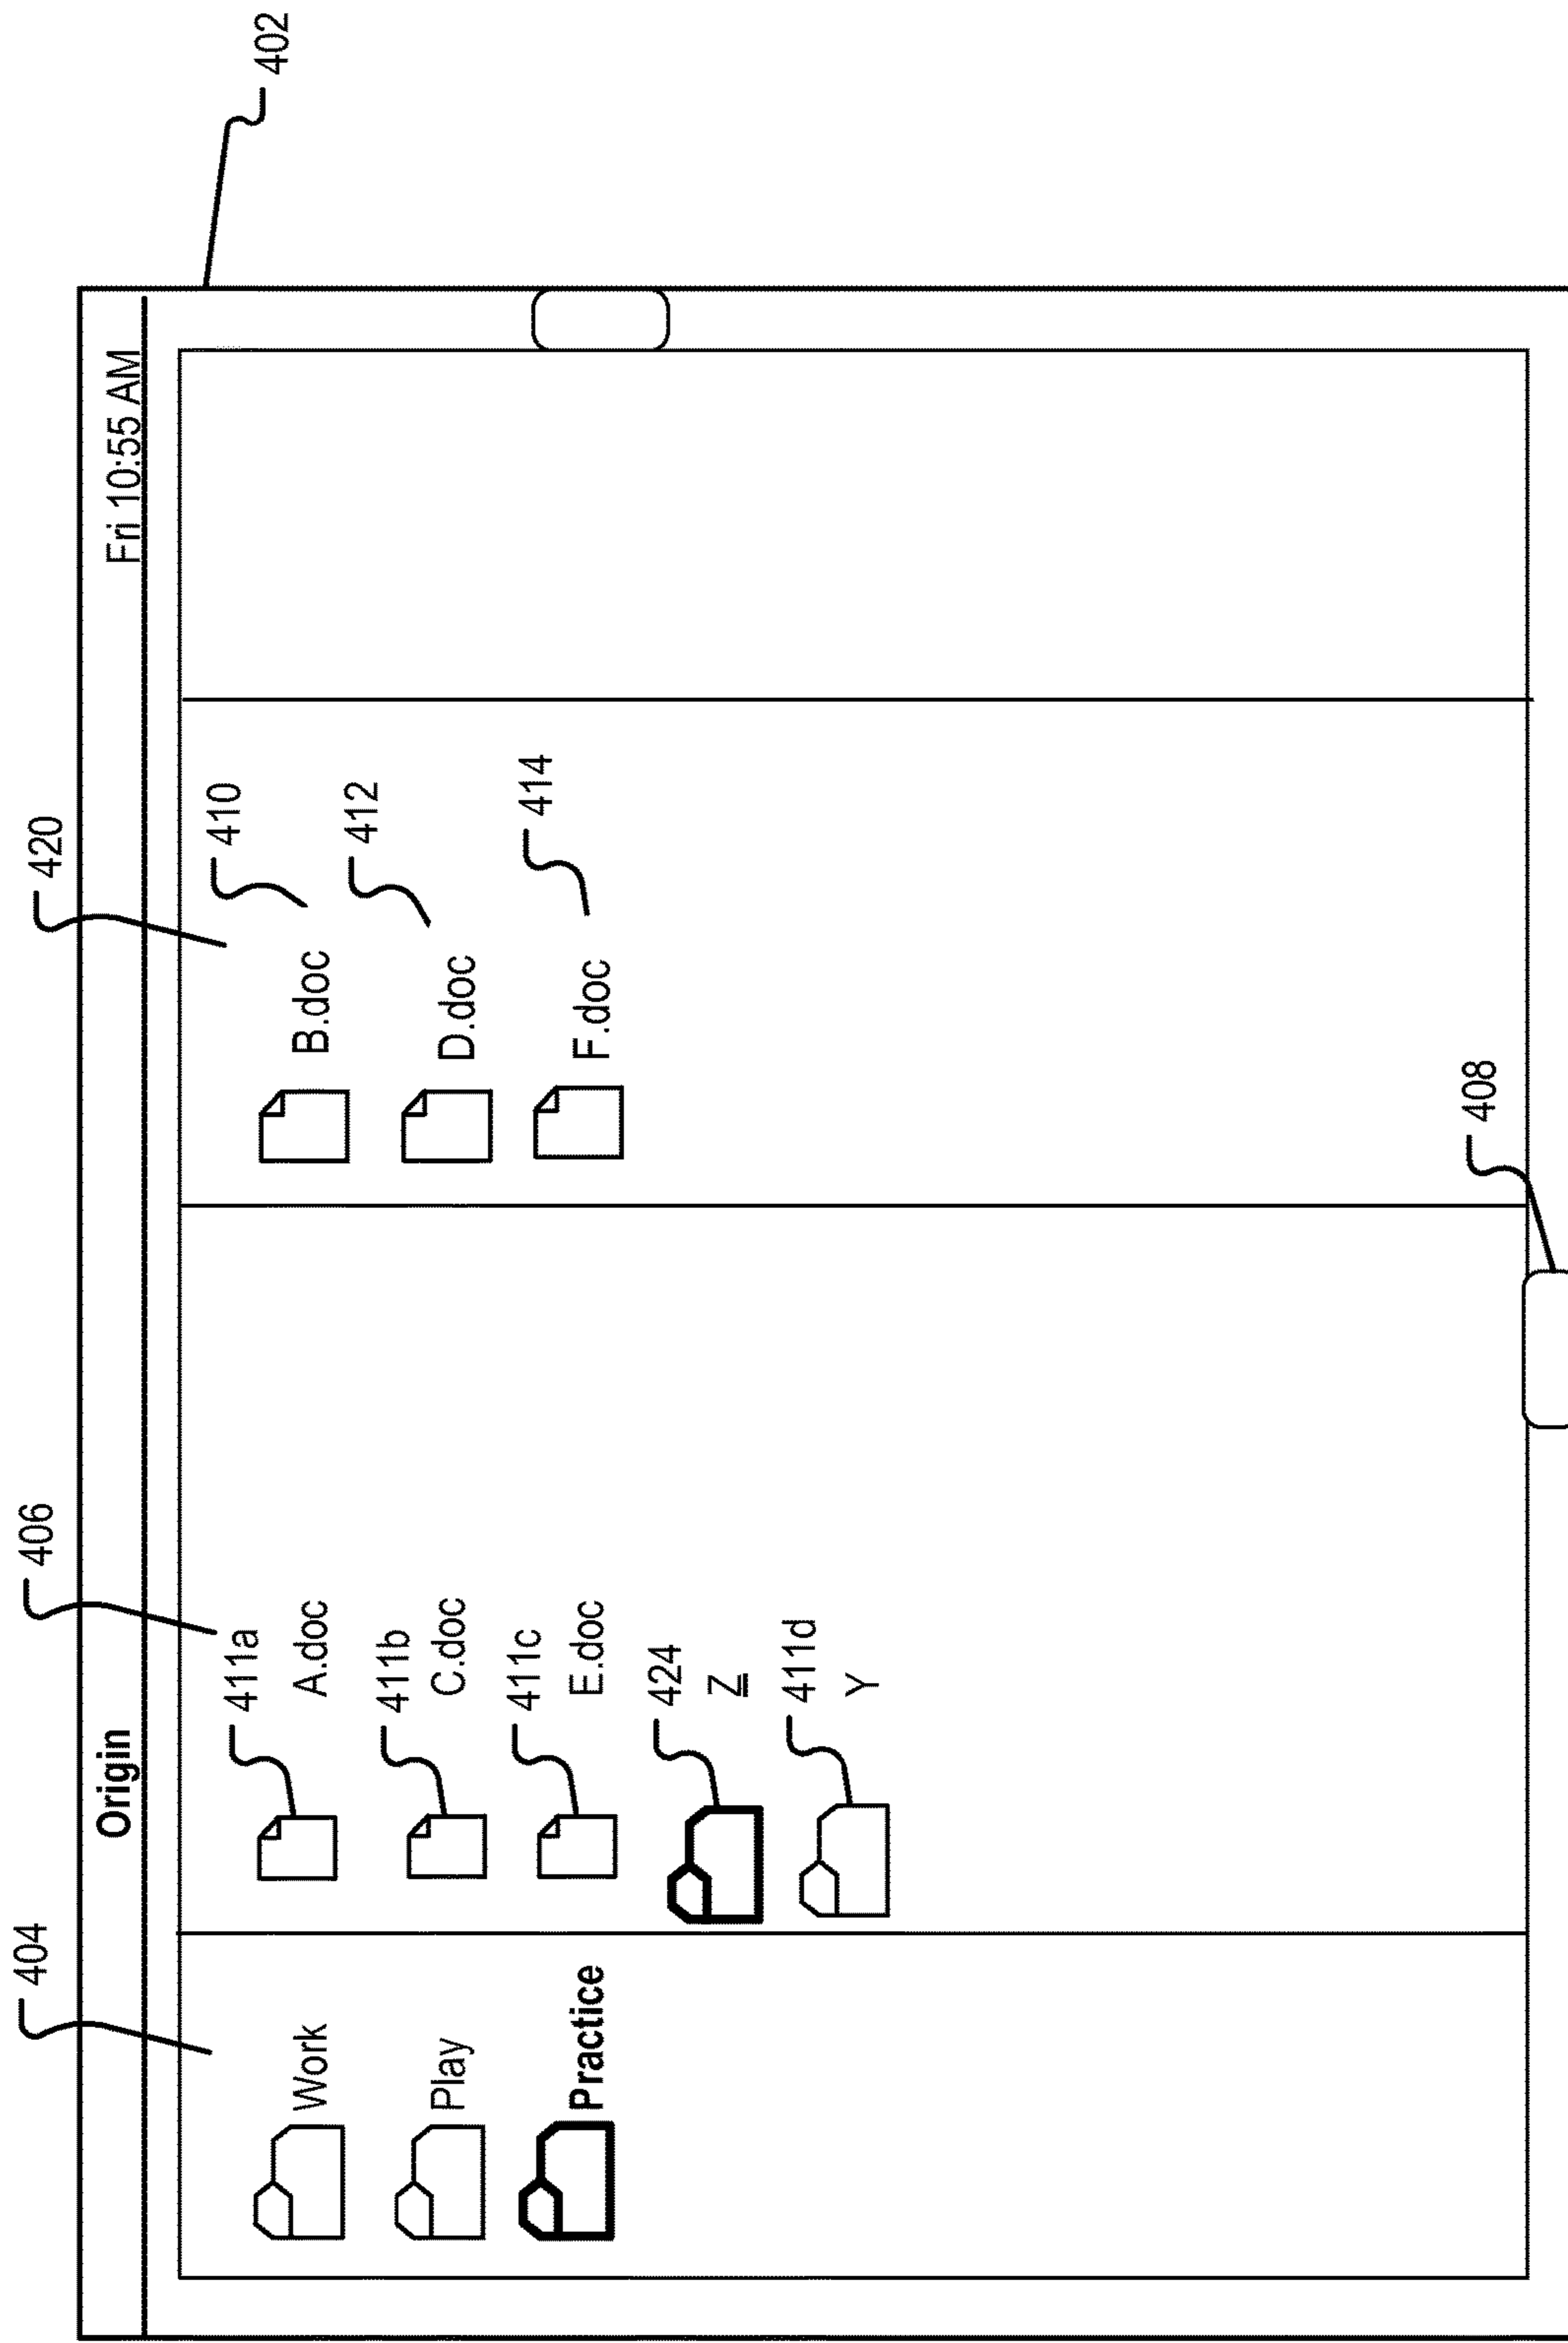 402
Origin
Fri 10:55 AM
404
406
420
Work
Play
Practice
411a
A.doc
411b
C.doc
411c
E.doc
424
Z
411d
Y
410
B.doc
412
D.doc
414
F.doc
408